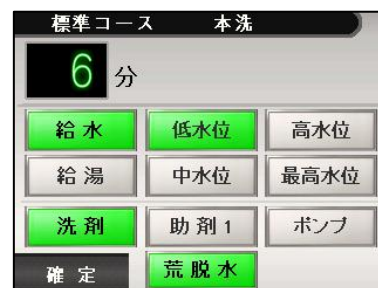 標準コース 本洗
6 分
給水 低水位 高水位
給湯 中水位 最高水位
洗剤 助剤1 ポンプ
確定 荒脱水